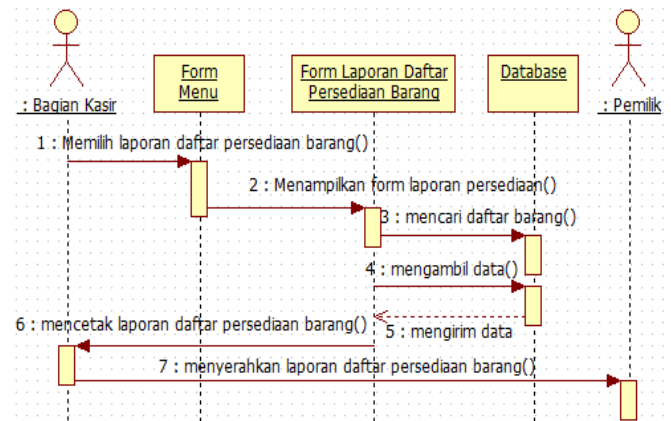 Form
Menu
Form Laporan Daftar
Persediaan Barang
Database
: Bagian Kasir
: Pemilik
1 : Memilih laporan daftar persediaan barang()
2 : Menampilkan form laporan persediaan()
3 : mencari daftar barang()
4 : mengambil data()
5 : mengirim data
6 : mencetak laporan daftar persediaan barang()
7 : menyerahkan laporan daftar persediaan barang()